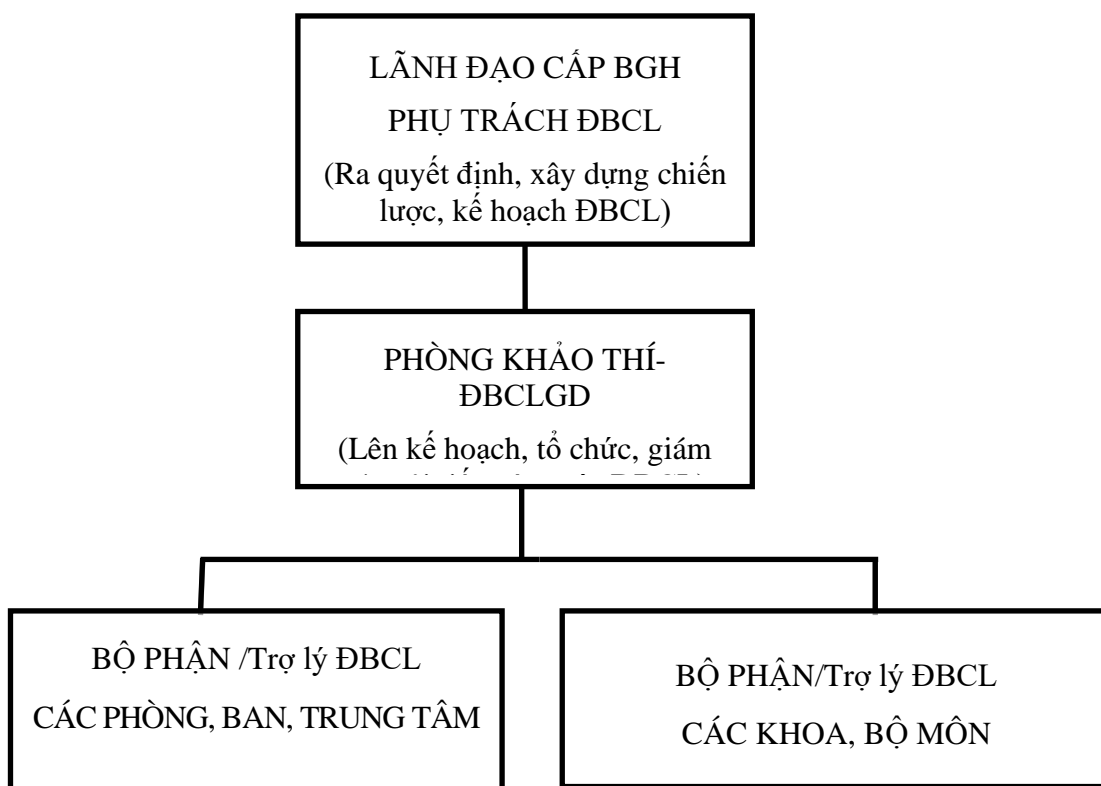 LÃNH ĐẠO CẤP BGH
PHỤ TRÁCH ĐBCL
(Ra quyết định, xây dựng chiến
lược, kế hoạch ĐBCL)
PHÒNG KHẢO THÍ-
ĐBCLGD
(Lên kế hoạch, tổ chức, giám
BỘ PHẬN /Trợ lý ĐBCL
CÁC PHÒNG, BAN, TRUNG TÂM
BỘ PHẬN/Trợ lý ĐBCL
CÁC KHOA, BỘ MÔN